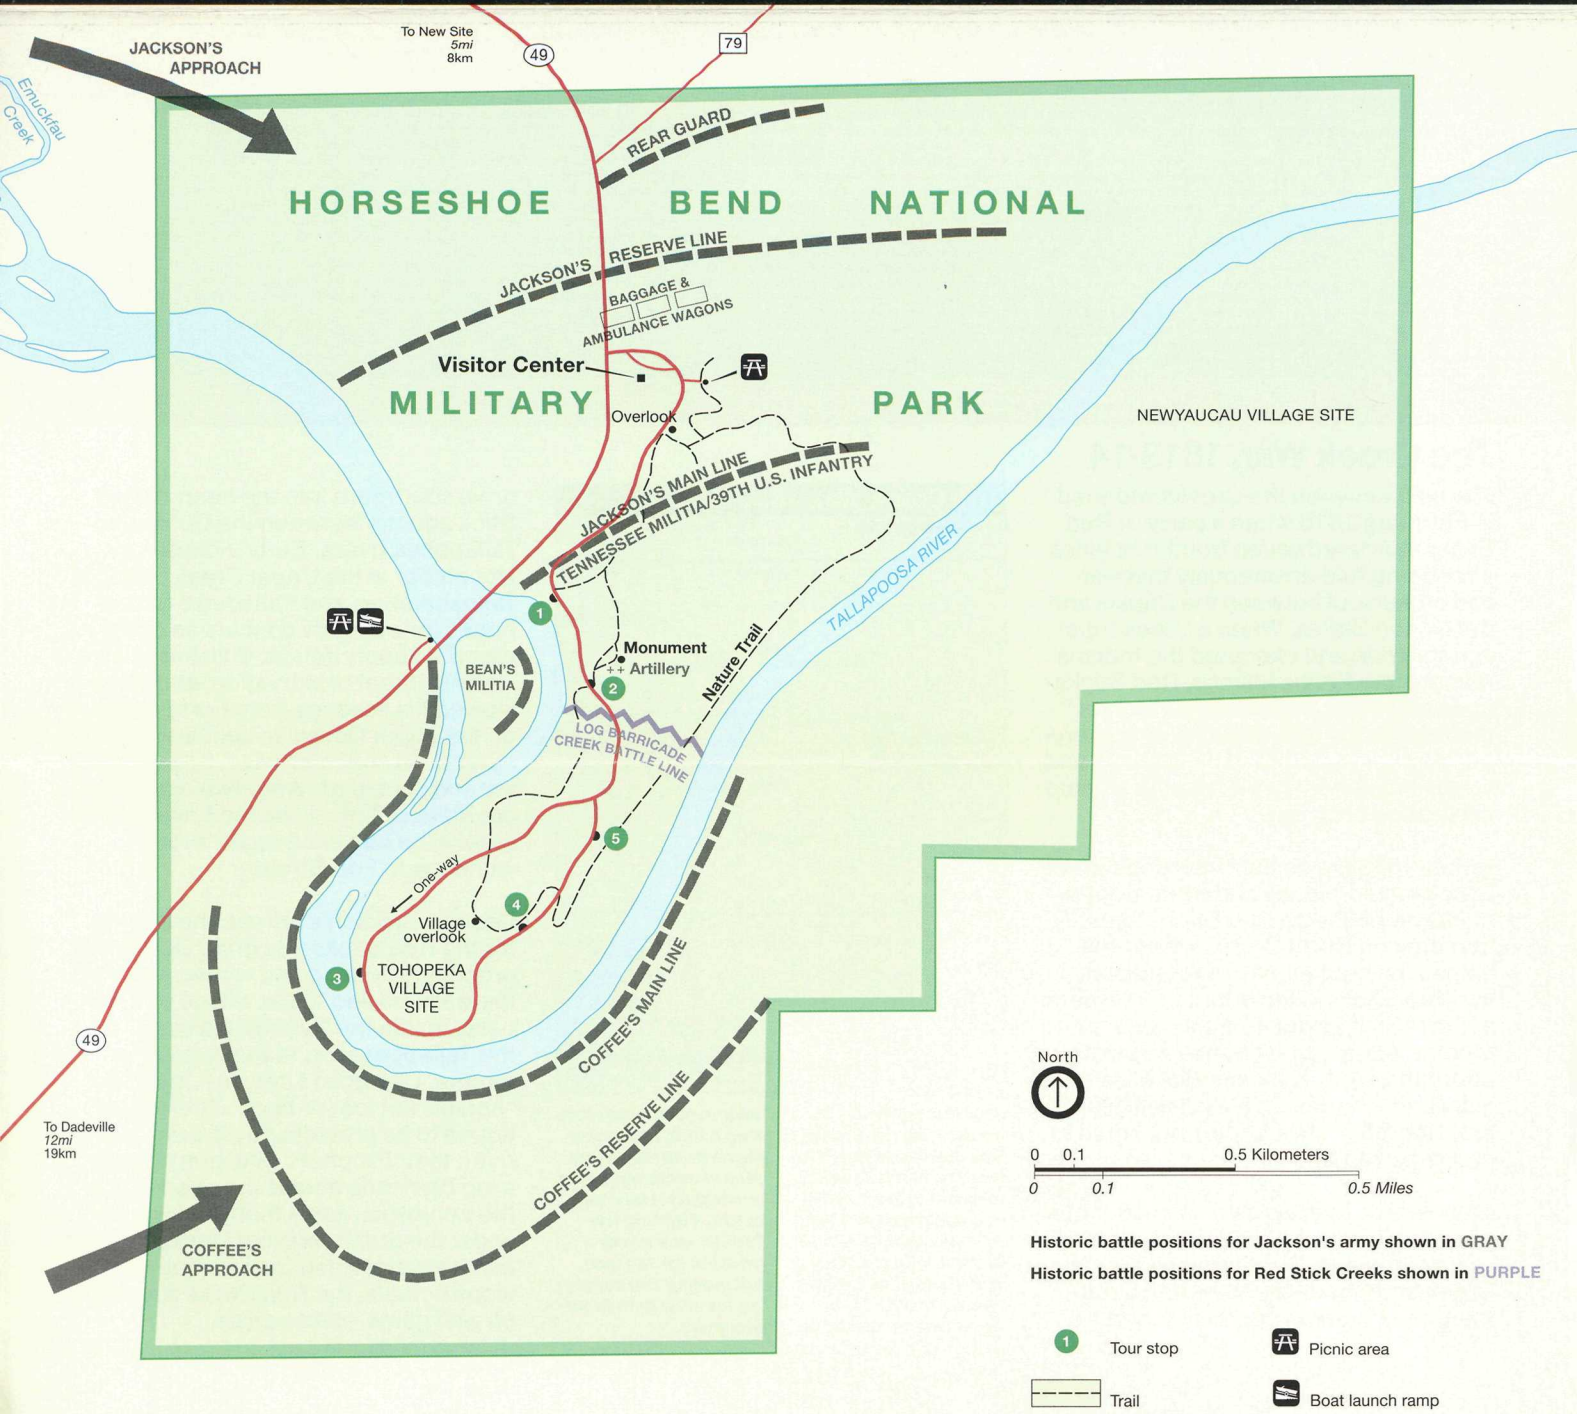 JACKSON'S
APPROACH
To New Site
5mi
8km
49
79
Emuckfau
Creek
REAR GUARD
HORSESHOE BEND NATIONAL
JACKSON'S RESERVE LINE
BAGGAGE &
AMBULANCE WAGONS
Visitor Center
MILITARY PARK
Overlook
NEWYAUCAU VILLAGE SITE
JACKSON'S MAIN LINE
TENNESSEE MILITIA/39TH U.S. INFANTRY
TALLAPOOSA RIVER
1
BEAN'S
MILITIA
Monument
++ Artillery
2
Nature Trail
LOG BARRICADE
CREEK BATTLE LINE
5
One-way
4
Village
overlook
3
TOHOPEKA
VILLAGE
SITE
COFFEE'S MAIN LINE
49
COFFEE'S RESERVE LINE
To Dadeville
12mi
19km
COFFEE'S
APPROACH
North
0 0.1 0.5 Kilometers
0 0.1 0.5 Miles
Historic battle positions for Jackson's army shown in GRAY
Historic battle positions for Red Stick Creeks shown in PURPLE
1 Tour stop
Picnic area
Trail
Boat launch ramp